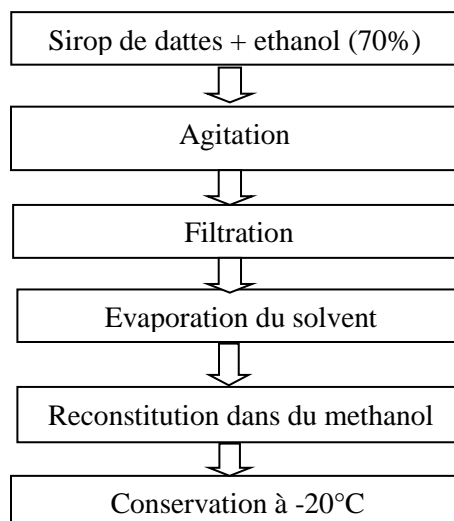 Sirop de dattes + ethanol (70%)
Agitation
Filtration
Evaporation du solvent
Reconstitution dans du methanol
Conservation à -20°C